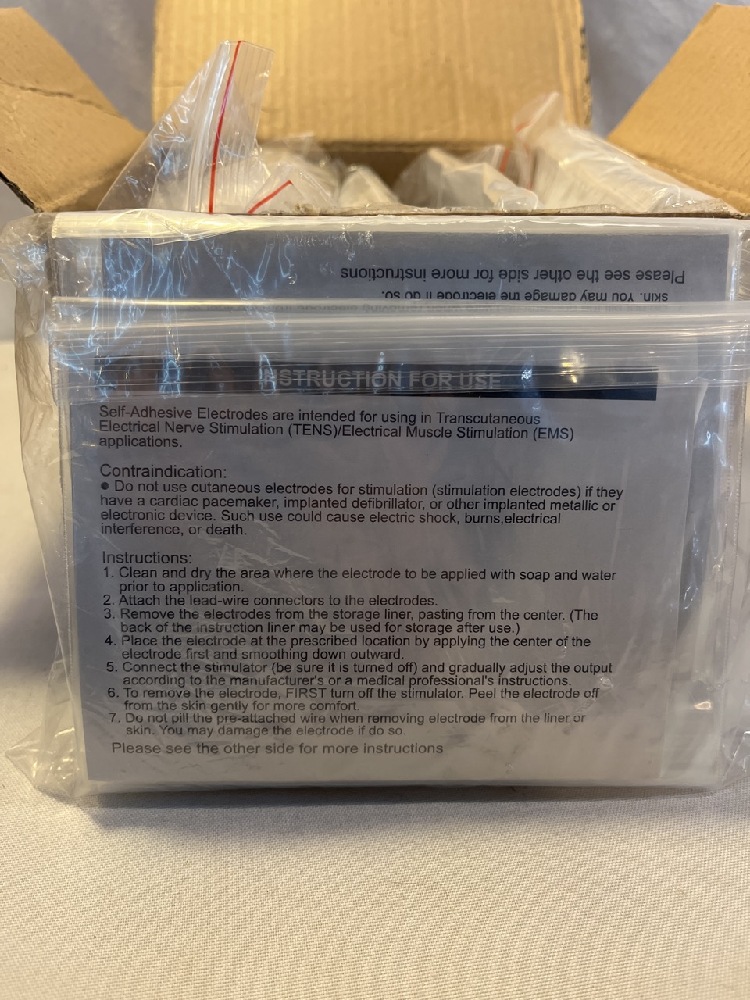 Please see the other side for more instructions
skin. You may damage the electrode if do so.
INSTRUCTION FOR USE
Self-Adhesive Electrodes are intended for using in Transcutaneous
Electrical Nerve Stimulation (TENS)/Electrical Muscle Stimulation (EMS)
applications.
Contraindication:
● Do not use cutaneous electrodes for stimulation (stimulation electrodes) if they
have a cardiac pacemaker, implanted defibrillator, or other implanted metallic or
electronic device. Such use could cause electric shock, burns,electrical
interference, or death.
Instructions:
1. Clean and dry the area where the electrode to be applied with soap and water
prior to application.
2. Attach the lead-wire connectors to the electrodes.
3. Remove the electrodes from the storage liner, pasting from the center. (The
back of the instruction liner may be used for storage after use.)
4. Place the electrode at the prescribed location by applying the center of the
electrode first and smoothing down outward.
5. Connect the stimulator (be sure it is turned off) and gradually adjust the output
according to the manufacturer's or a medical professional's instructions.
6. To remove the electrode, FIRST turn off the stimulator. Peel the electrode off
from the skin gently for more comfort.
7. Do not pill the pre-attached wire when removing electrode from the liner or
skin. You may damage the electrode if do so.
Please see the other side for more instructions